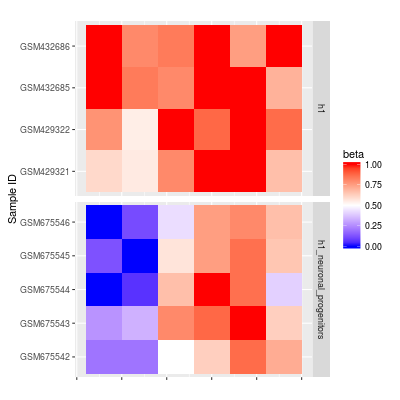 Sample ID
GSM432686
GSM432685
GSM429322
GSM429321
h1
GSM675546
GSM675545
GSM675544
GSM675543
GSM675542
h1_neuronal_progenitors
beta
1.00
0.75
0.50
0.25
0.00